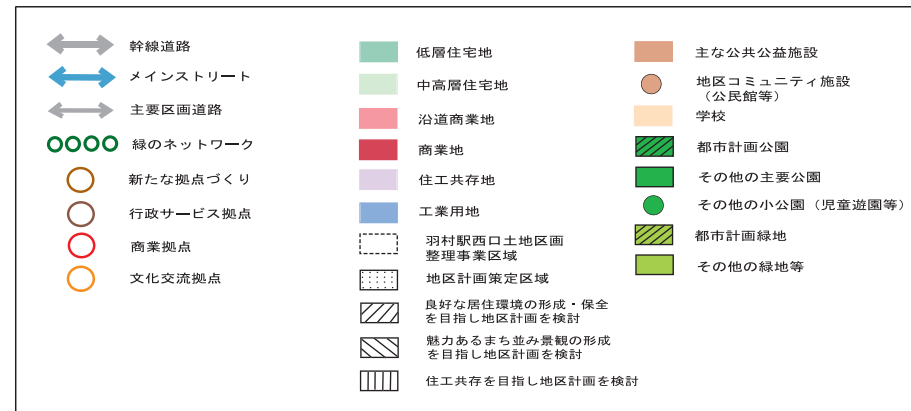 幹線道路
メインストリート
主要区画道路
緑のネットワーク
新たな拠点づくり
行政サービス拠点
商業拠点
文化交流拠点
低層住宅地
中高層住宅地
沿道商業地
商業地
住工共存地
工業用地
羽村駅西口土地区画
整理事業区域
地区計画策定区域
良好な居住環境の形成・保全
を目指し地区計画を検討
魅力あるまち並み景観の形成
を目指し地区計画を検討
住工共存を目指し地区計画を検討
主な公共公益施設
地区コミュニティ施設
（公民館等）
学校
都市計画公園
その他の主要公園
その他の小公園（児童遊園等）
都市計画緑地
その他の緑地等